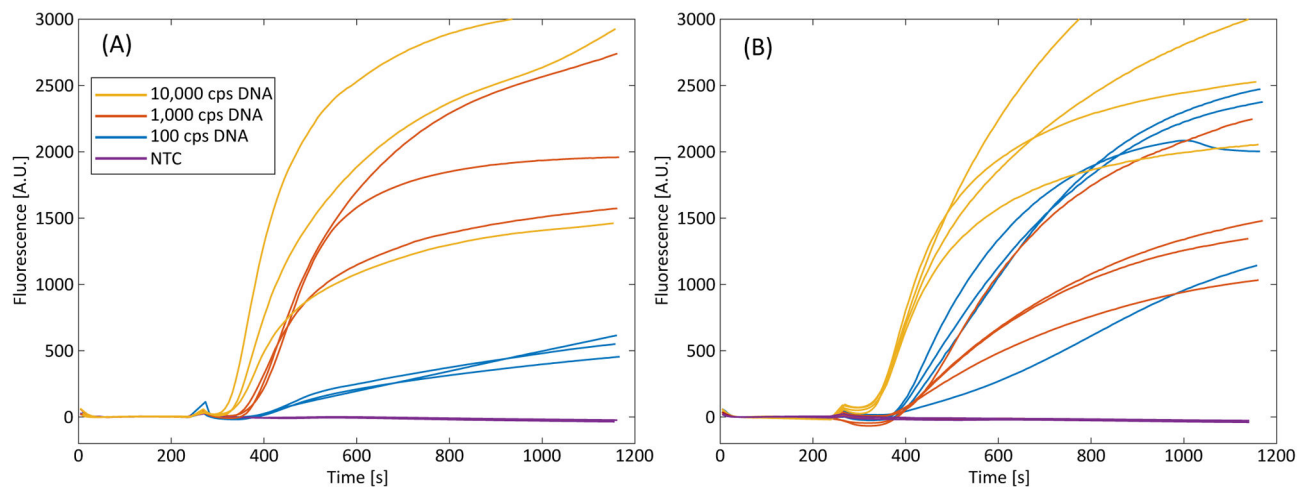 (A)
3000
2500
2000
1500
1000
500
0
Fluorescence [A.U.]
10,000 cps DNA
1,000 cps DNA
100 cps DNA
NTC
0 200 400 600 800 1000 1200
Time [s]
(B)
3000
2500
2000
1500
1000
500
0
Fluorescence [A.U.]
0 200 400 600 800 1000 1200
Time [s]